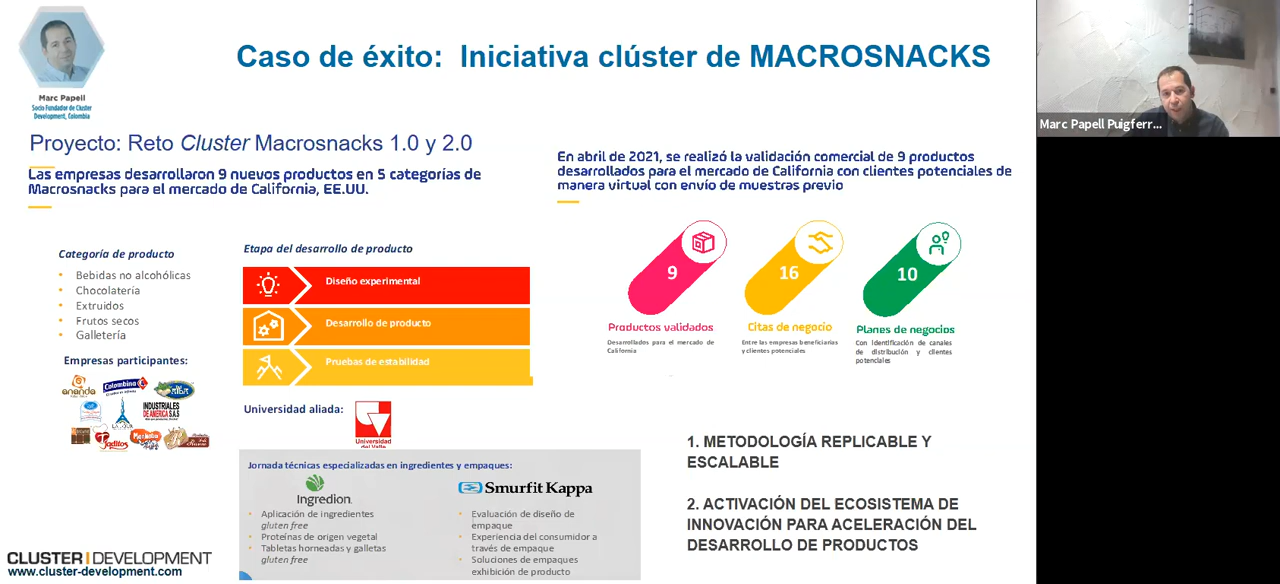 Caso de éxito: Iniciativa clúster de MACROSNACKS
Marc Papell
Socio Fundador de Cluster
Development, Colombia
Marc Papell Puigferr...
Proyecto: Reto Cluster Macrosnacks 1.0 y 2.0
Las empresas desarrollaron 9 nuevos productos en 5 categorías de
Macrosnacks para el mercado de California, EE.UU.
Categoría de producto
• Bebidas no alcohólicas
• Chocolatería
• Extruidos
• Frutos secos
• Galletería
Empresas participantes:
ananda
Colombina
INDUSTRIALES
DE AMERICA S.A.S
Etapa del desarrollo de producto
Diseño experimental
Desarrollo de producto
Pruebas de estabilidad
Universidad aliada:
Universidad
del Valle
Jornada técnicas especializadas en ingredientes y empaques:
Ingredion
• Aplicación de ingredientes
gluten free
• Proteínas de origen vegetal
• Tabletas horneadas y galletas
gluten free
Smurfit Kappa
• Evaluación de diseño de
empaque
• Experiencia del consumidor a
través de empaque
• Soluciones de empaques
exhibición de producto
En abril de 2021, se realizó la validación comercial de 9 productos
desarrollados para el mercado de California con clientes potenciales de
manera virtual con envío de muestras previo
9
Productos validados
Desarrollados para el mercado de
California
16
Citas de negocio
Entre las empresas beneficiarias
y clientes potenciales
10
Planes de negocios
Con identificación de canales
de distribución y clientes
potenciales
1. METODOLOGÍA REPLICABLE Y
ESCALABLE
2. ACTIVACIÓN DEL ECOSISTEMA DE
INNOVACIÓN PARA ACELERACIÓN DEL
DESARROLLO DE PRODUCTOS
CLUSTER DEVELOPMENT
www.cluster-development.com